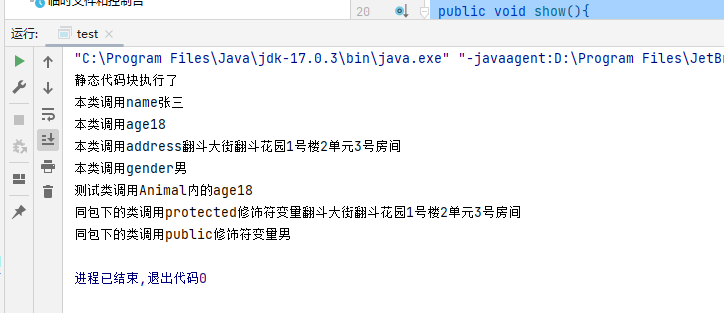 临时文件和控制台
20
public void show(){
运行:
test
"C:\Program Files\Java\jdk-17.0.3\bin\java.exe" "-javaagent:D:\Program Files\JetBr
静态代码块执行了
本类调用name张三
本类调用age18
本类调用address翻斗大街翻斗花园1号楼2单元3号房间
本类调用gender男
测试类调用Animal内的age18
同包下的类调用protected修饰符变量翻斗大街翻斗花园1号楼2单元3号房间
同包下的类调用public修饰符变量男
进程已结束,退出代码0